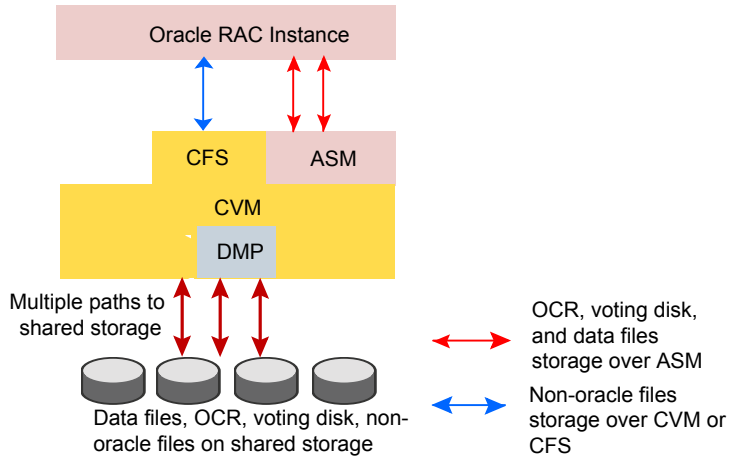 Oracle RAC Instance
CFS
ASM
CVM
DMP
Multiple paths to
shared storage
Data files, OCR, voting disk, non-
oracle files on shared storage
OCR, voting disk,
and data files
storage over ASM
Non-oracle files
storage over CVM or
CFS